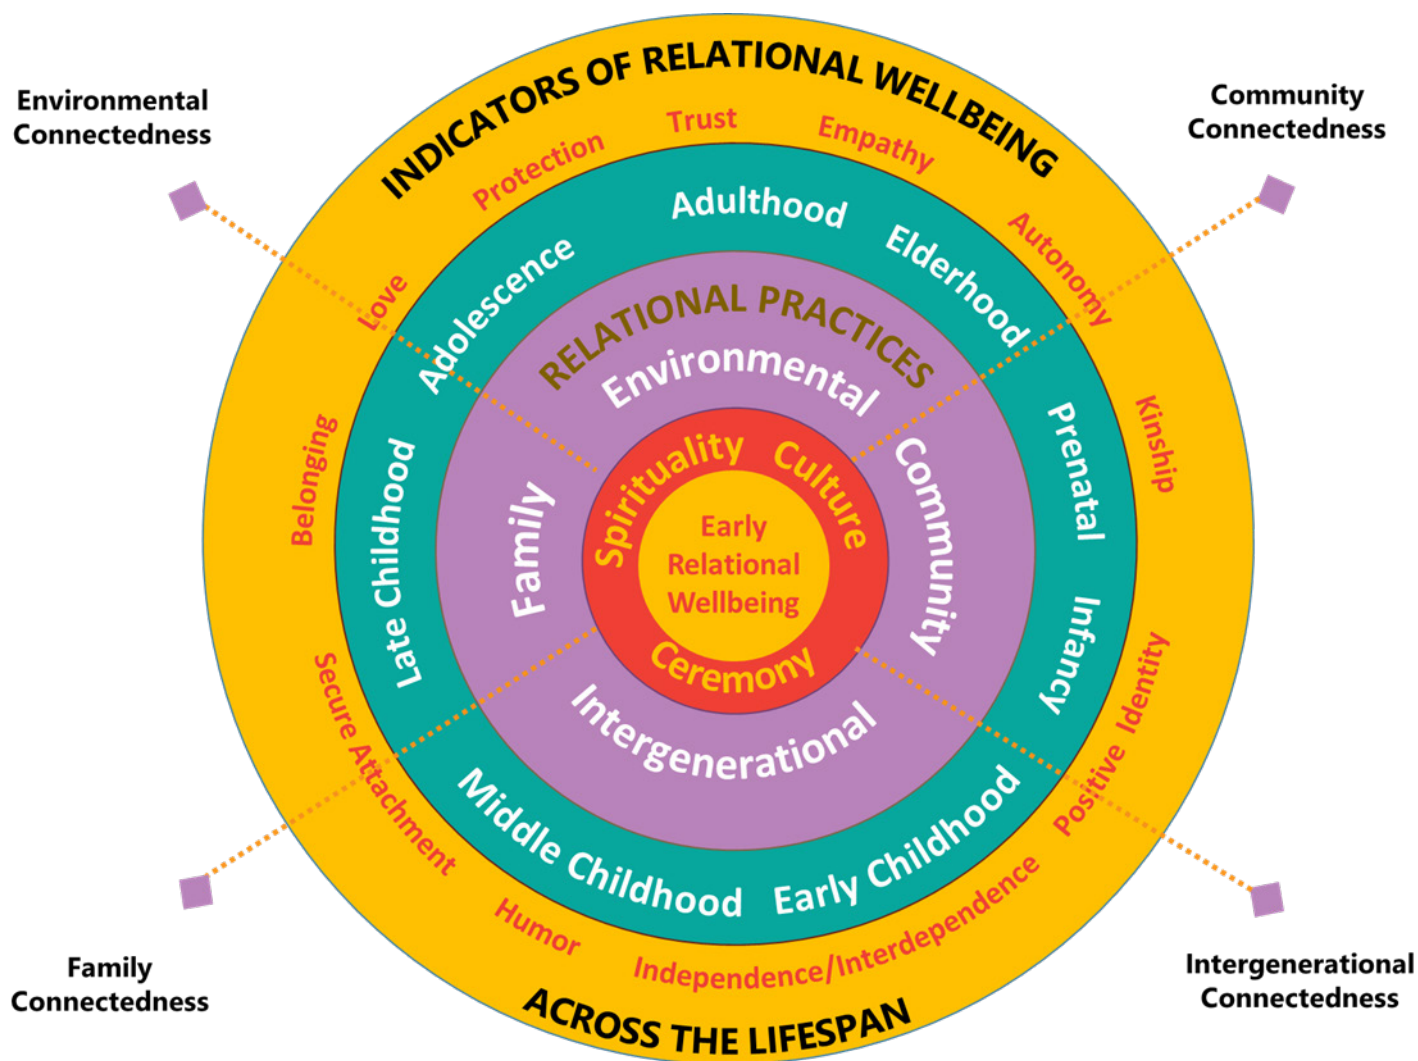 Environmental
Connectedness
Community
Connectedness
INDICATORS OF RELATIONAL WELLBEING
Love
Protection
Trust
Empathy
Autonomy
Kinship
Positive Identity
Independence/Interdependence
Humor
Secure Attachment
Belonging
Adolescence
Adulthood
Elderhood
Prenatal
Infancy
Early Childhood
Middle Childhood
Late Childhood
RELATIONAL PRACTICES
Environmental
Community
Intergenerational
Family
Spirituality
Culture
Ceremony
Early
Relational
Wellbeing
ACROSS THE LIFESPAN
Family
Connectedness
Intergenerational
Connectedness